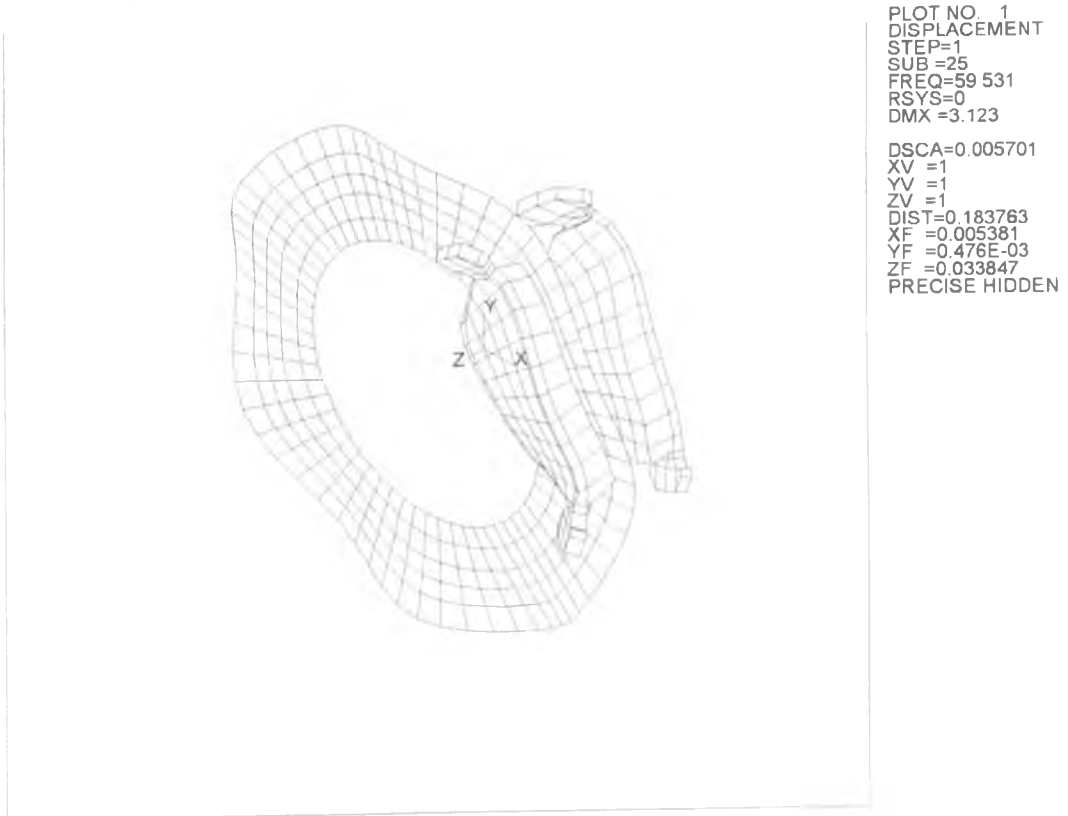 PLOT NO. 1
DISPLACEMENT
STEP=1
SUB =25
FREQ=59 531
RSYS=0
DMX =3.123
DSCA=0.005701
XV =1
YV =1
ZV =1
DIST=0.183763
XF =0.005381
YF =0.476E-03
ZF =0.033847
PRECISE HIDDEN
Y
Z X